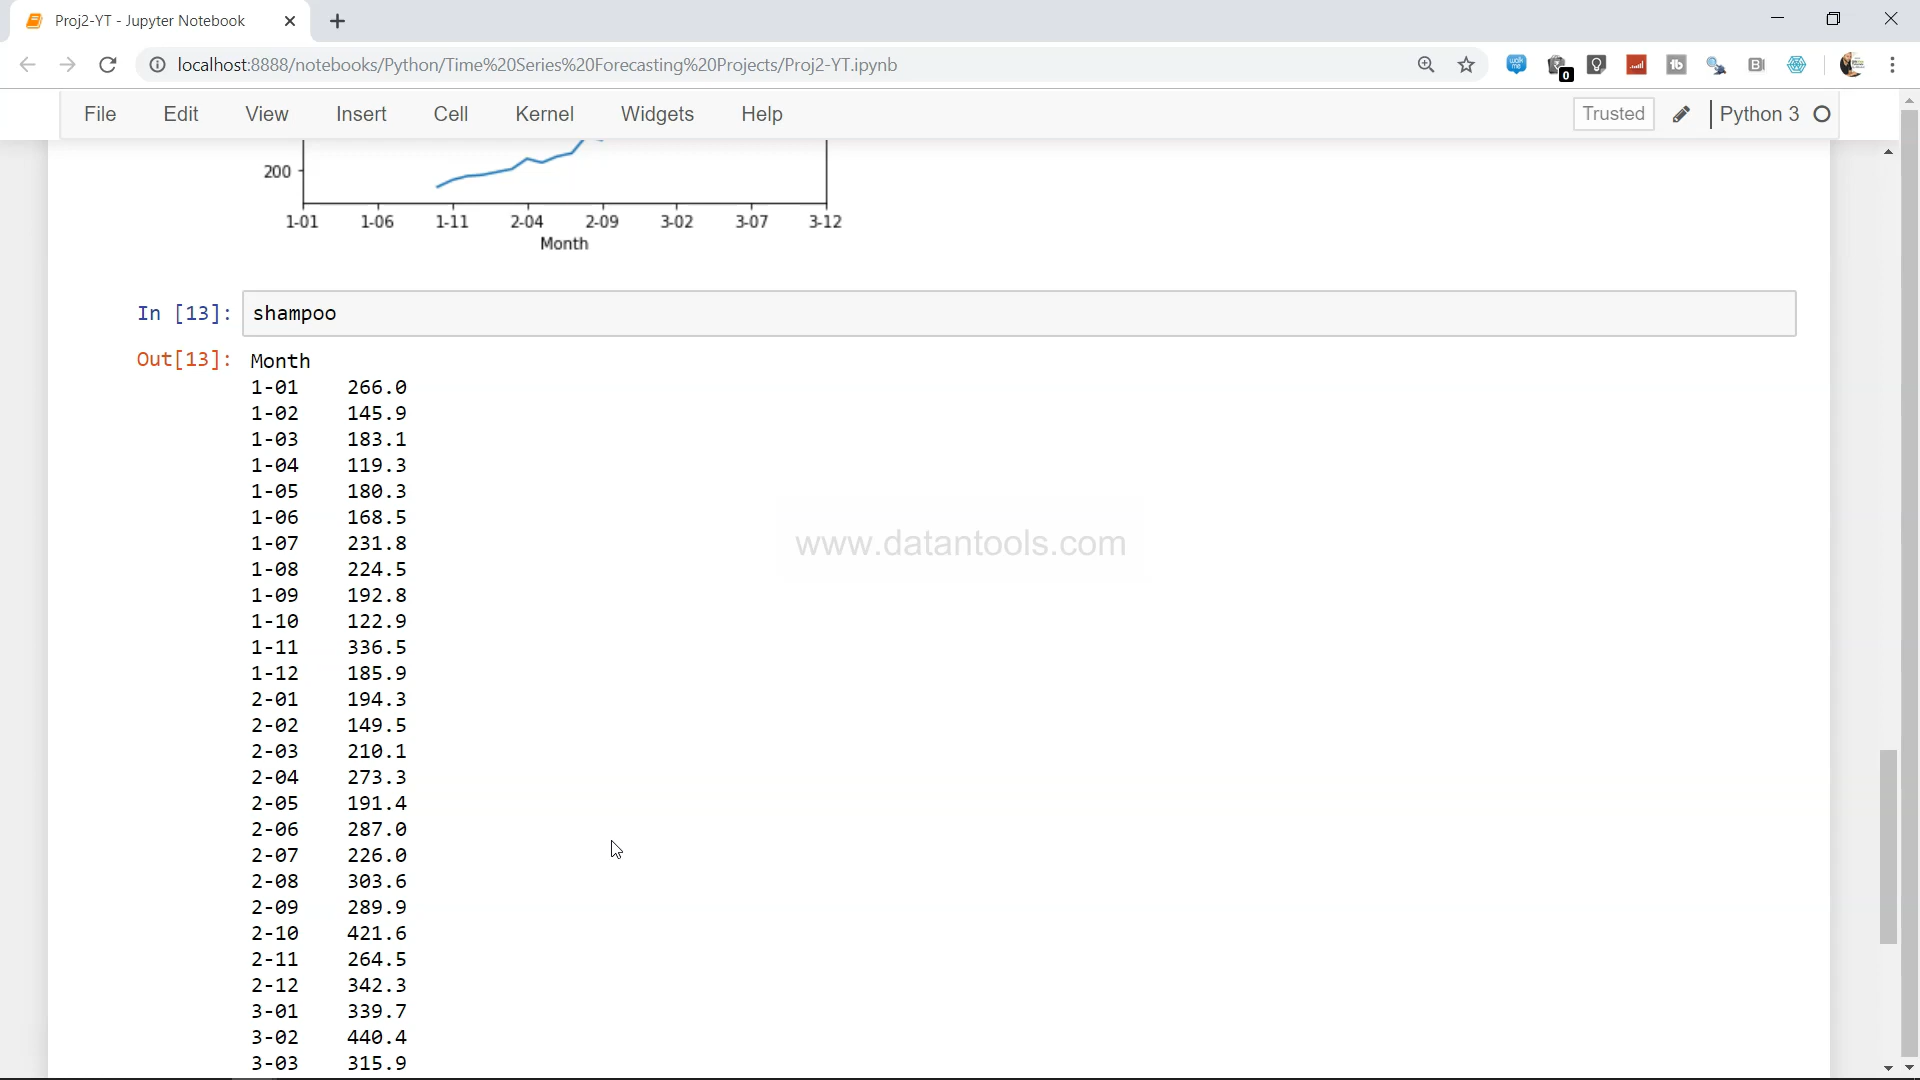 Proj2-YT - Jupyter Notebook
localhost:8888/notebooks/Python/Time%20Series%20Forecasting%20Projects/Proj2-YT.ipynb
0
tb
B
File Edit View Insert Cell Kernel Widgets Help Trusted Python 3
200
1-01 1-06 1-11 2-04 2-09 3-02 3-07 3-12
Month
In [13]: shampoo
Out[13]: Month
1-01 266.0
1-02 145.9
1-03 183.1
1-04 119.3
1-05 180.3
1-06 168.5
1-07 231.8
1-08 224.5
1-09 192.8
1-10 122.9
1-11 336.5
1-12 185.9
2-01 194.3
2-02 149.5
2-03 210.1
2-04 273.3
2-05 191.4
2-06 287.0
2-07 226.0
2-08 303.6
2-09 289.9
2-10 421.6
2-11 264.5
2-12 342.3
3-01 339.7
3-02 440.4
3-03 315.9
www.datantools.com